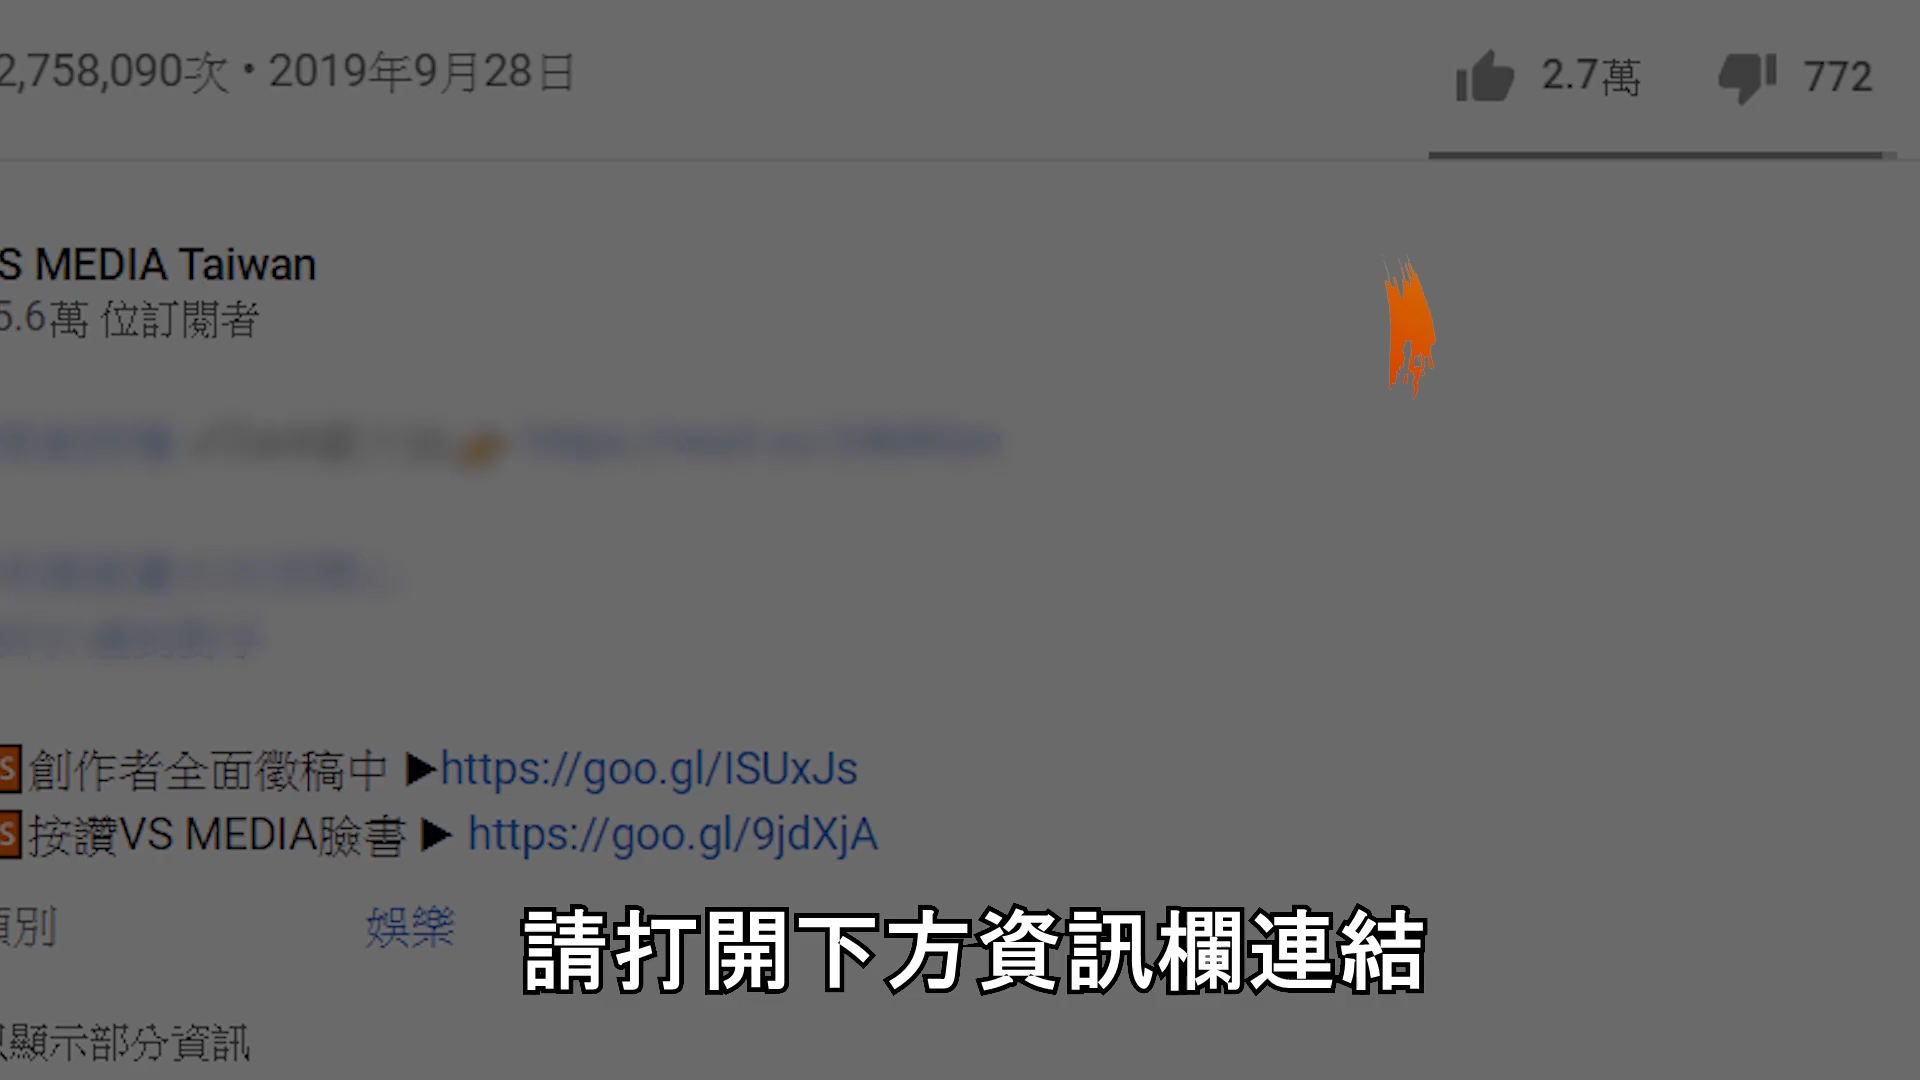 2,758,090次 • 2019年9月28日
2.7萬
772
S MEDIA Taiwan
5.6萬 位訂閱者
S創作者全面徵稿中 ▶https://goo.gl/ISUxJs
S按讚VS MEDIA臉書 ▶ https://goo.gl/9jdXjA
類別 娛樂
請打開下方資訊欄連結
只顯示部分資訊